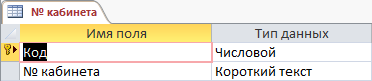 № кабинета
Имя поля Тип данных
Код Числовой
№ кабинета Короткий текст